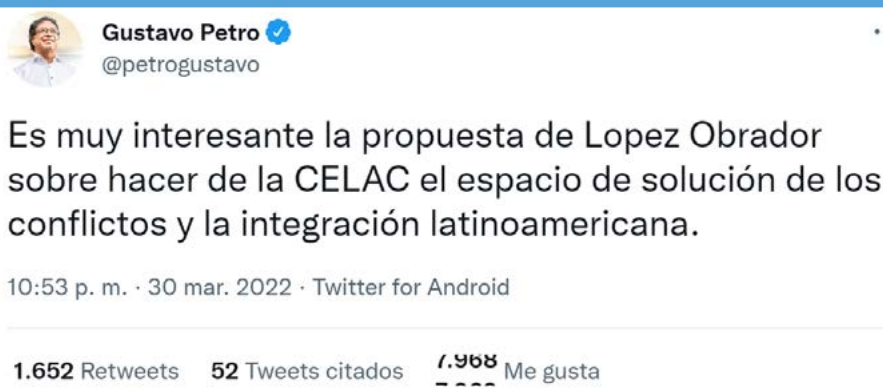 Gustavo Petro
@petrogustavo
Es muy interesante la propuesta de Lopez Obrador
sobre hacer de la CELAC el espacio de solución de los
conflictos y la integración latinoamericana.
10:53 p. m. · 30 mar. 2022 · Twitter for Android
1.652 Retweets 52 Tweets citados 7.968 Me gusta